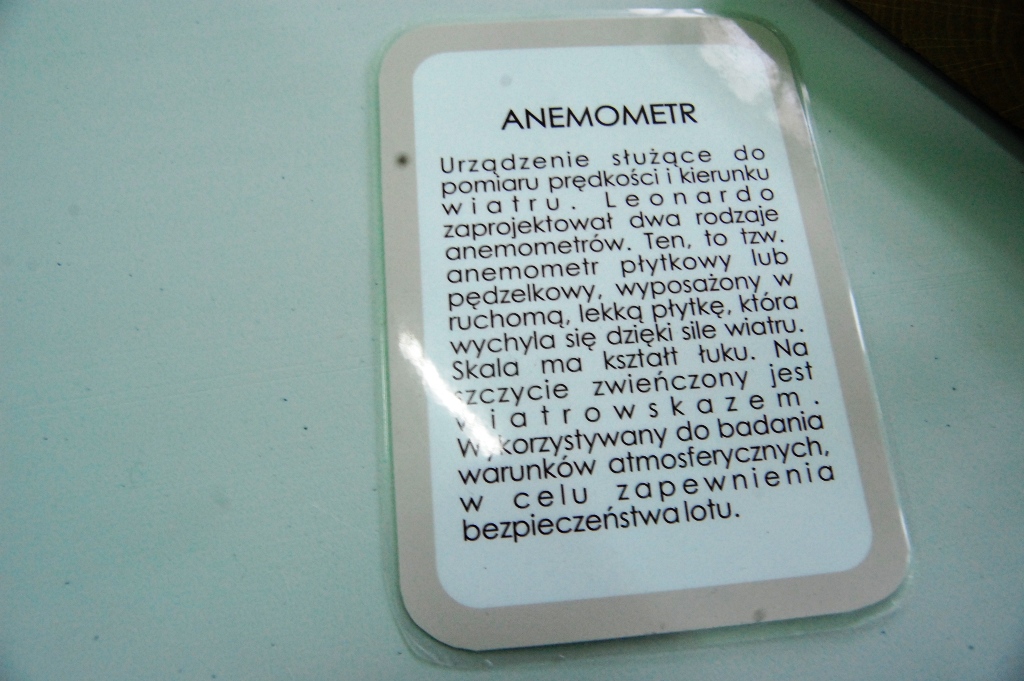 ANEMOMETR
Urządzenie służące do
pomiaru prędkości i kierunku
wiatru. Leonardo
zaprojektował dwa rodzaje
anemometrów. Ten, to tzw.
anemometr płytkowy lub
pędzelkowy, wyposażony w
ruchomą, lekką płytkę, która
wychyla się dzięki sile wiatru.
Skala ma kształt łuku. Na
szczycie zwieńczony jest
wiatrowskazem.
Wykorzystywany do badania
warunków atmosferycznych,
w celu zapewnienia
bezpieczeństwa lotu.